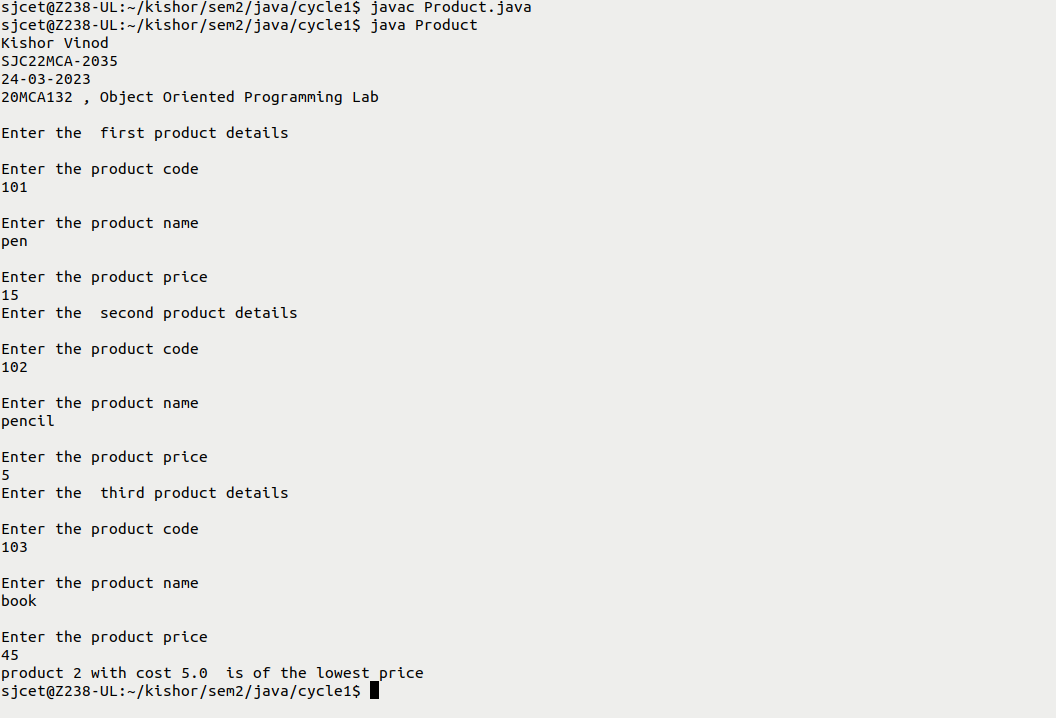 sjcet@Z238-UL:~/kishor/sem2/java/cycle1$ javac Product.java
sjcet@Z238-UL:~/kishor/sem2/java/cycle1$ java Product
Kishor Vinod
SJC22MCA-2035
24-03-2023
20MCA132 , Object Oriented Programming Lab
Enter the  first product details
Enter the product code
101
Enter the product name
pen
Enter the product price
15
Enter the  second product details
Enter the product code
102
Enter the product name
pencil
Enter the product price
5
Enter the  third product details
Enter the product code
103
Enter the product name
book
Enter the product price
45
product 2 with cost 5.0  is of the lowest price
sjcet@Z238-UL:~/kishor/sem2/java/cycle1$